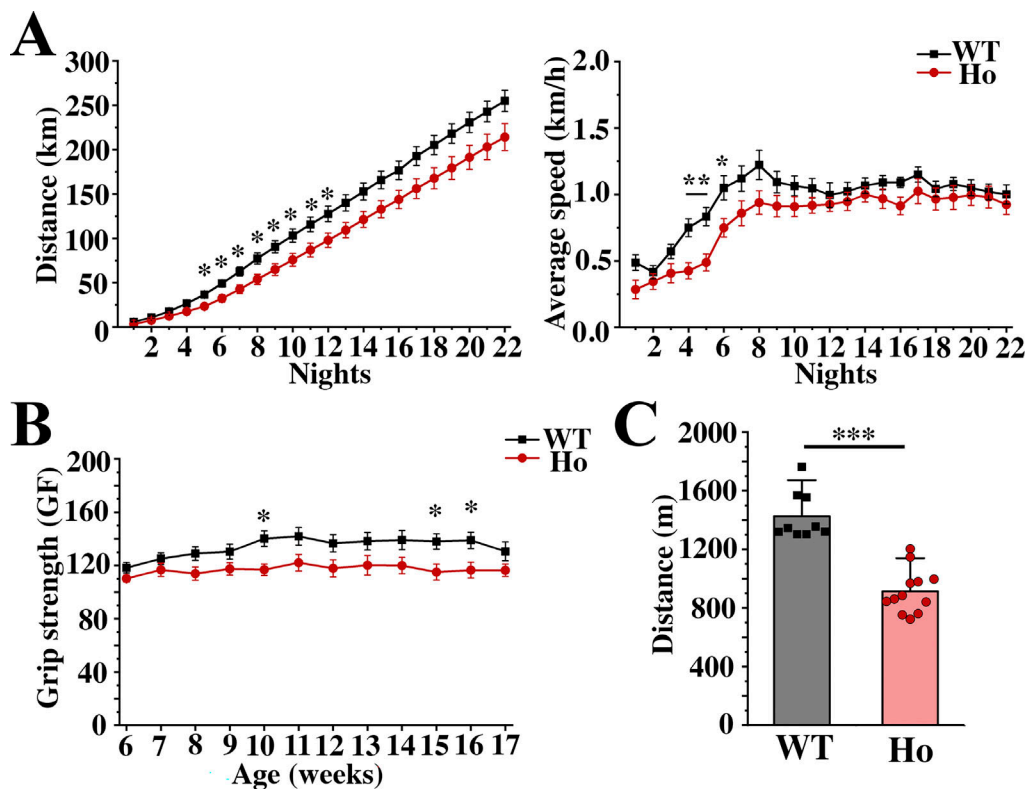 A
WT
Ho
300
250
200
150
100
50
0
Distance (km)
* * * * * * * *
2 4 6 8 10 12 14 16 18 20 22
Nights
2.0
1.5
1.0
0.5
0.0
Average speed (km/h)
** *
2 4 6 8 10 12 14 16 18 20 22
Nights
B
WT
Ho
200
160
120
80
40
0
Grip strength (GF)
* * *
6 7 8 9 10 11 12 13 14 15 16 17
Age (weeks)
C
2000
1600
1200
800
400
0
Distance (m)
***
WT Ho